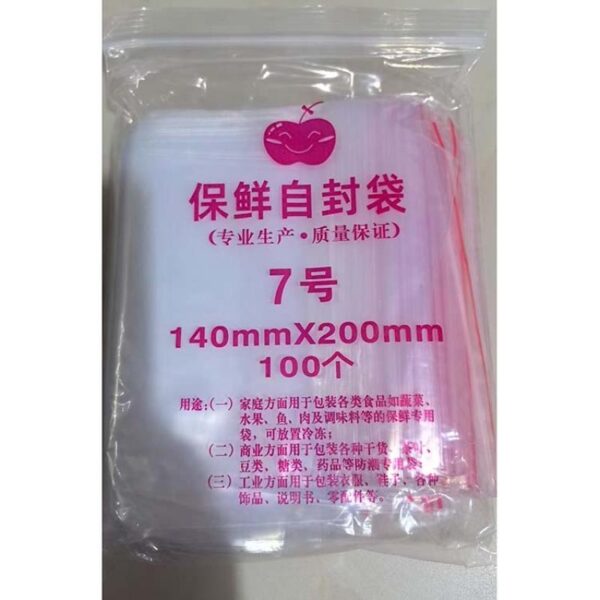 保鲜自封袋
(专业生产·质量保证)
7号
140mmX200mm
100个
用途:(一) 家庭方面用于包装各类食品如蔬菜、
水果、鱼、肉及调味料等的保鲜专用
袋,可放置冷冻;
(二) 商业方面用于包装各种干货、茶叶、
豆类、糖类、药品等防潮专用袋;
(三) 工业方面用于包装衣服、鞋子、各种
饰品、说明书、零配件等。